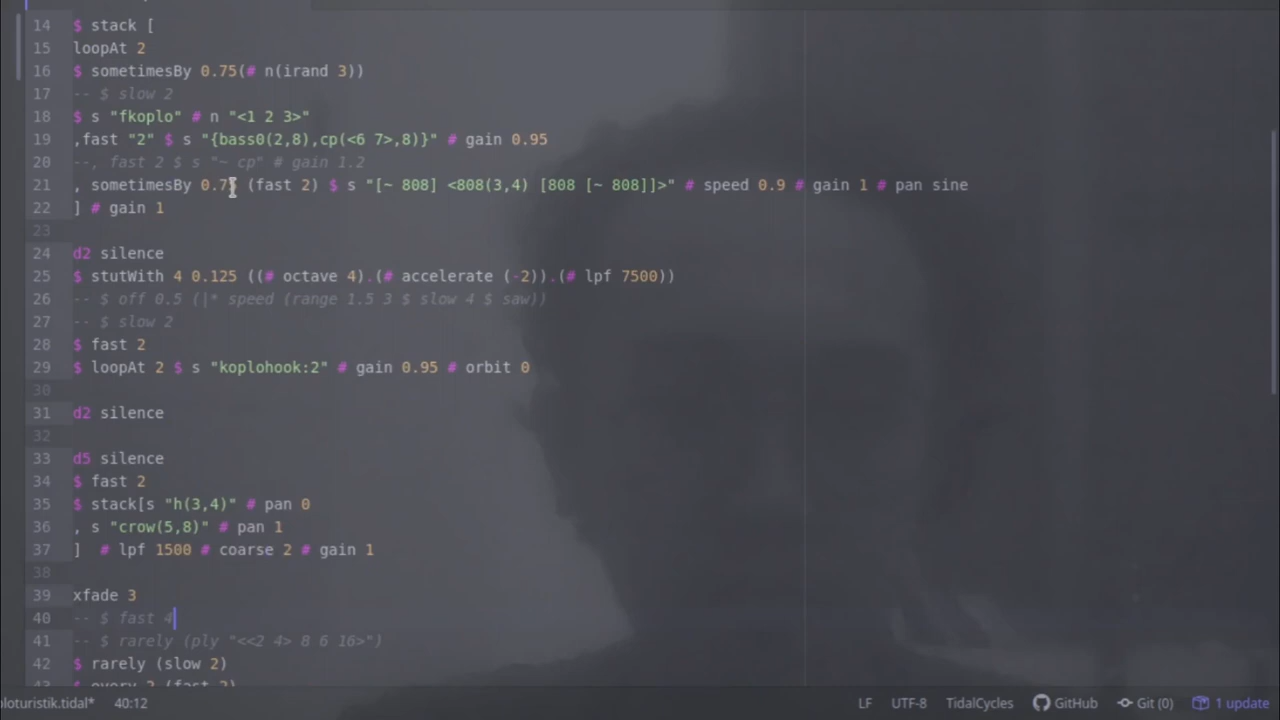 14 $ stack [
15 loopAt 2
16 $ sometimesBy 0.75(# n(irand 3))
17 -- $ slow 2
18 $ s "fkoplo" # n "<1 2 3>"
19 ,fast "2" $ s "{bass0(2,8),cp(<6 7>,8)}" # gain 0.95
20 --, fast 2 $ s "~ cp" # gain 1.2
21 , sometimesBy 0.75 (fast 2) $ s "[~ 808] <808(3,4) [808 [~ 808]]>" # speed 0.9 # gain 1 # pan sine
22 ] # gain 1
23
24 d2 silence
25 $ stutWith 4 0.125 ((# octave 4).(# accelerate (-2)).(# lpf 7500))
26 -- $ off 0.5 (|* speed (range 1.5 3 $ slow 4 $ saw))
27 -- $ slow 2
28 $ fast 2
29 $ loopAt 2 $ s "koplohook:2" # gain 0.95 # orbit 0
30
31 d2 silence
32
33 d5 silence
34 $ fast 2
35 $ stack[s "h(3,4)" # pan 0
36 , s "crow(5,8)" # pan 1
37 ]  # lpf 1500 # coarse 2 # gain 1
38
39 xfade 3
40 -- $ fast 4
41 -- $ rarely (ply "<<2 4> 8 6 16>")
42 $ rarely (slow 2)
43 $ every 2 (fast 2)
oloturistik.tidal* 40:12 LF UTF-8 TidalCycles GitHub Git (0) 1 update